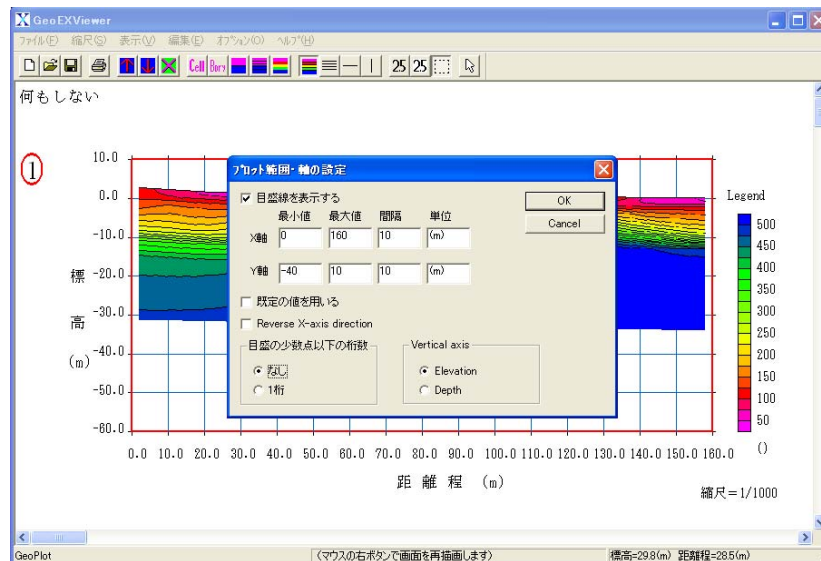 GeoEXViewer
ファイル(F) 縮尺(S) 表示(V) 編集(E) オプション(O) ヘルプ(H)
Cell Bory 25 25
何もしない
1
プロット範囲・軸の設定
目盛線を表示する
最小値 最大値 間隔 単位
X軸 0 160 10 (m)
Y軸 -40 10 10 (m)
既定の値を用いる
Reverse X-axis direction
目盛の少数点以下の桁数
なし
1桁
Vertical axis
Elevation
Depth
OK
Cancel
10.0
0.0
-10.0
-20.0
-30.0
-40.0
-50.0
-60.0
標高 (m)
0.0 10.0 20.0 30.0 40.0 50.0 60.0 70.0 80.0 90.0 100.0 110.0 120.0 130.0 140.0 150.0 160.0
距離程 (m)
Legend
500
450
400
350
300
250
200
150
100
50
()
縮尺=1/1000
GeoPlot
(マウスの右ボタンで画面を再描画します)
標高=29.8(m) 距離程=28.5(m)